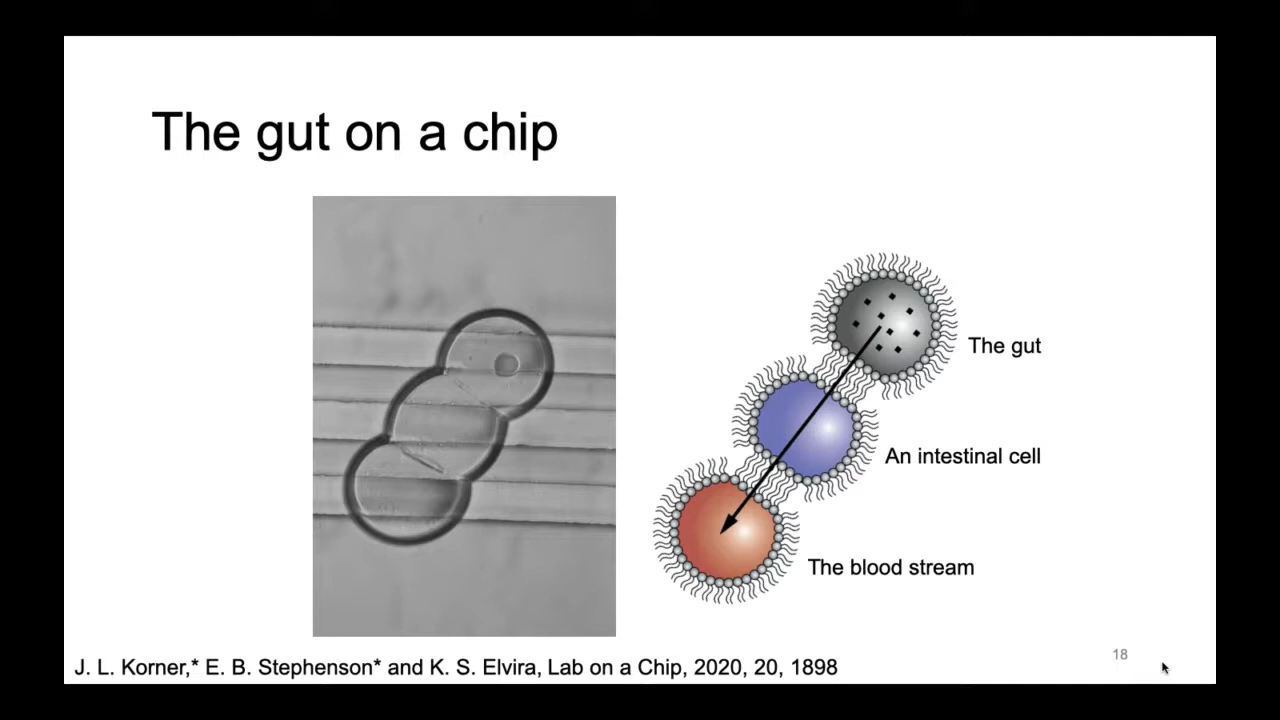 The gut on a chip
The gut
An intestinal cell
The blood stream
18
J. L. Korner,* E. B. Stephenson* and K. S. Elvira, Lab on a Chip, 2020, 20, 1898